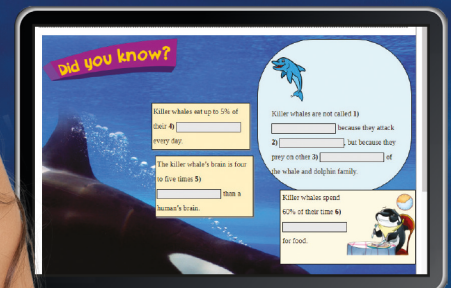 Did you know?
Killer whales eat up to 5% of
their 4)
every day.
The killer whale's brain is four
to five times 5)
than a
human's brain.
Killer whales are not called 1)
because they attack
2) , but because they
prey on other 3) of
the whale and dolphin family.
Killer whales spend
60% of their time 6)
for food.